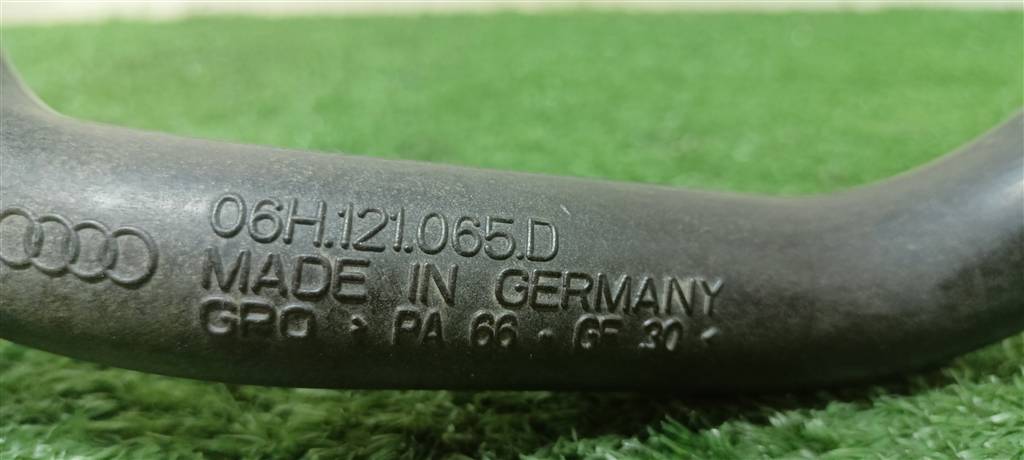 06H.121.065.D
MADE IN GERMANY
GPO > PA 66 - GF 30 <